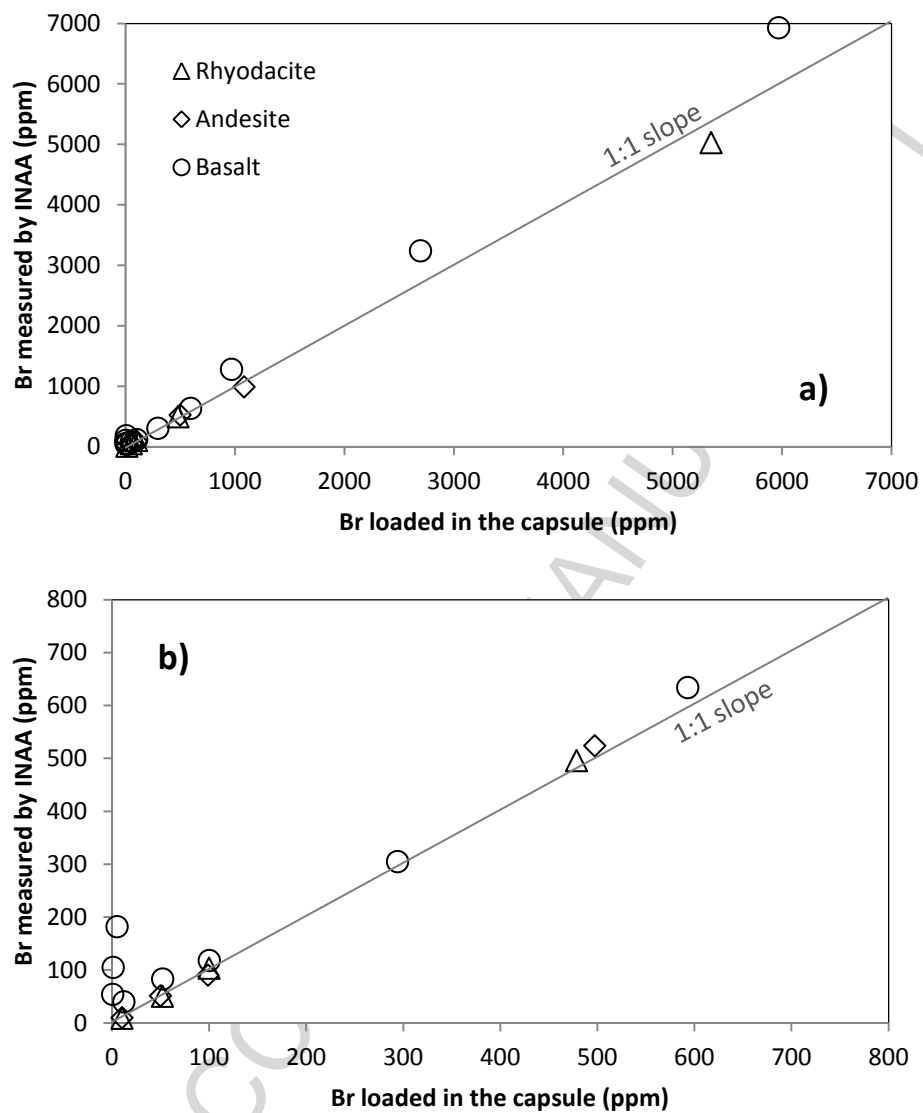 7000
6000
5000
4000
3000
2000
1000
0
Br measured by INAA (ppm)
Rhyodacite
Andesite
Basalt
1:1 slope
a)
0 1000 2000 3000 4000 5000 6000 7000
Br loaded in the capsule (ppm)
800
700
600
500
400
300
200
100
0
Br measured by INAA (ppm)
b)
1:1 slope
0 100 200 300 400 500 600 700 800
Br loaded in the capsule (ppm)